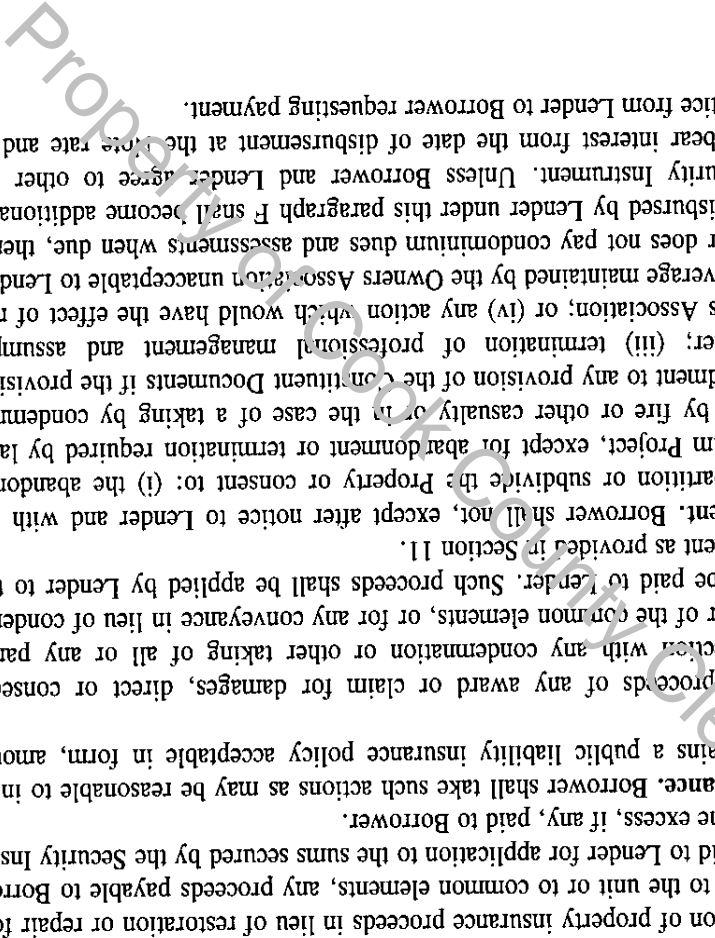 on of property insurance proceeds in lieu of restoration or repair fo
to the unit or to common elements, any proceeds payable to Borro
id to Lender for application to the sums secured by the Security Ins
ne excess, if any, paid to Borrower.
ance. Borrower shall take such actions as may be reasonable to in
ains a public liability insurance policy acceptable in form, amou
proceeds of any award or claim for damages, direct or conse
ction with any condemnation or other taking of all or any par
r of the common elements, or for any conveyance in lieu of conden
be paid to Lender. Such proceeds shall be applied by Lender to t
ent as provided in Section 11.
ent. Borrower shall not, except after notice to Lender and with
partition or subdivide the Property or consent to: (i) the abandon
um Project, except for abandonment or termination required by la
by fire or other casualty or in the case of a taking by condemn
dment to any provision of the Constituent Documents if the provisi
er; (iii) termination of professional management and assump
s Association; or (iv) any action which would have the effect of r
verage maintained by the Owners Association unacceptable to Lend
r does not pay condominium dues and assessments when due, then
isbursed by Lender under this paragraph F shall become additiona
urity Instrument. Unless Borrower and Lender agree to other
bear interest from the date of disbursement at the Note rate and
tice from Lender to Borrower requesting payment.
Property of Cook County Cle